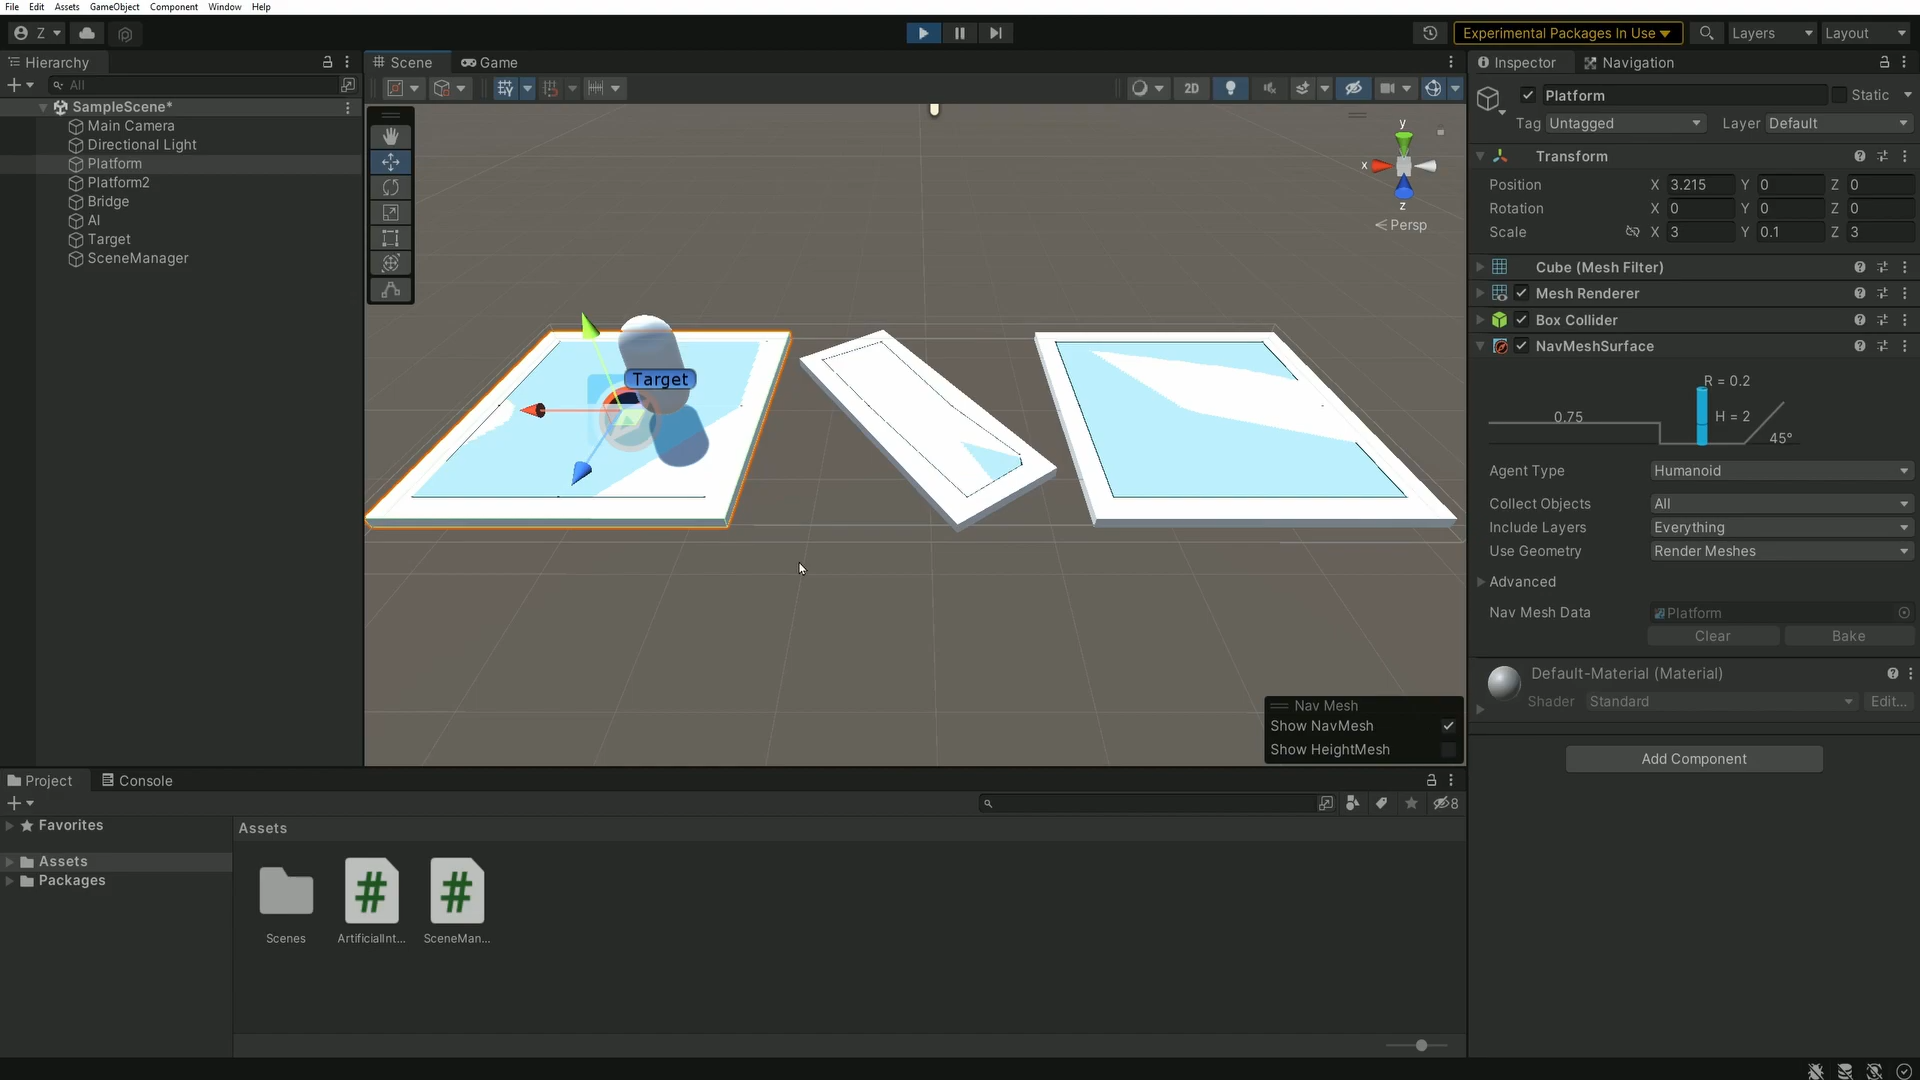 File Edit Assets GameObject Component Window Help
Z Experimental Packages In Use Layers Layout
Hierarchy
All
SampleScene*
Main Camera
Directional Light
Platform
Platform2
Bridge
AI
Target
SceneManager
Scene Game
2D
y
x
z
Persp
Target
Nav Mesh
Show NavMesh
Show HeightMesh
Inspector Navigation
Platform Static
Tag Untagged Layer Default
Transform
Position X 3.215 Y 0 Z 0
Rotation X 0 Y 0 Z 0
Scale X 3 Y 0.1 Z 3
Cube (Mesh Filter)
Mesh Renderer
Box Collider
NavMeshSurface
R = 0.2
0.75 H = 2
45°
Agent Type Humanoid
Collect Objects All
Include Layers Everything
Use Geometry Render Meshes
Advanced
Nav Mesh Data Platform
Clear Bake
Default-Material (Material)
Shader Standard Edit...
Add Component
Project Console
8
Favorites
Assets
Packages
Assets
Scenes ArtificialInt... SceneMan...